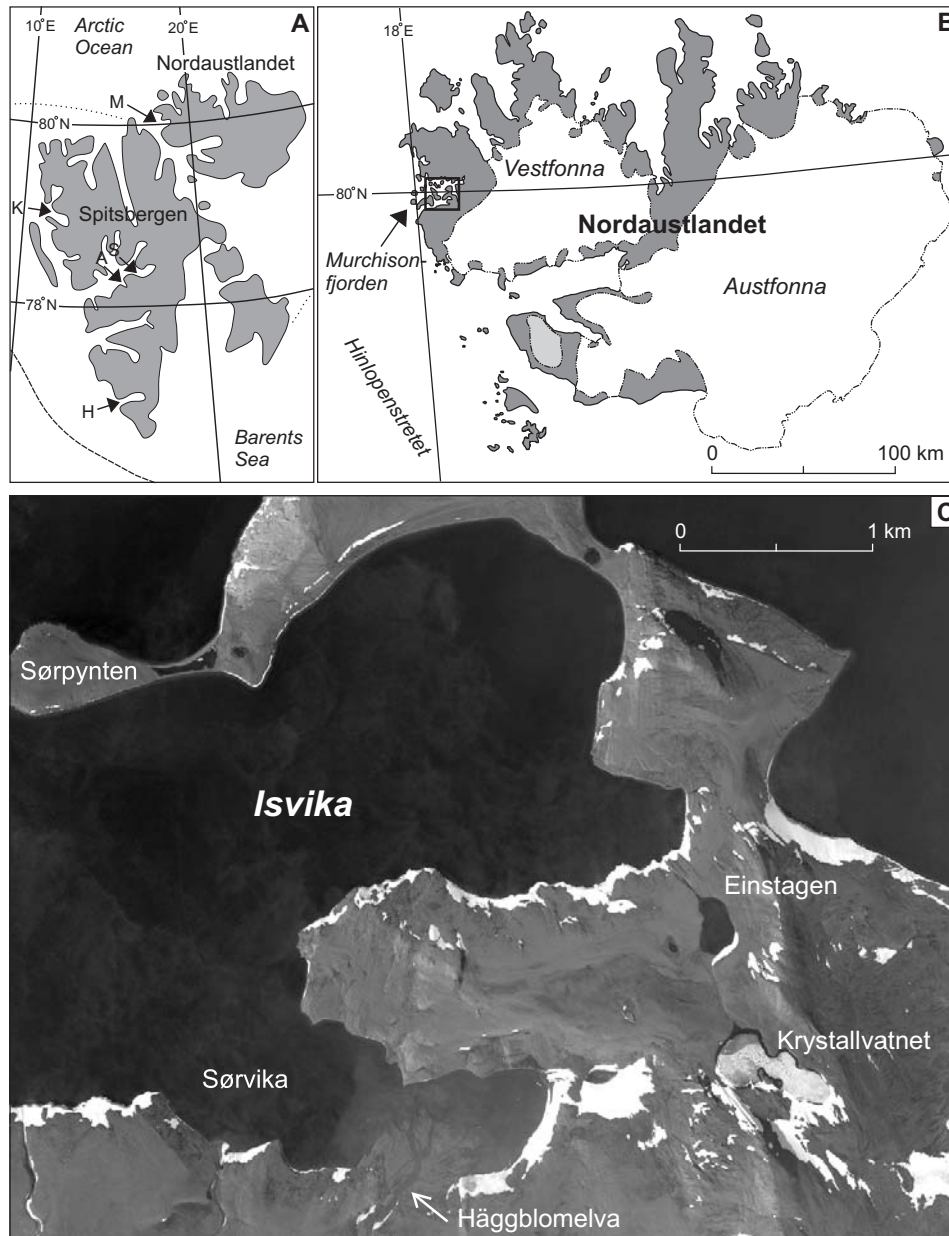 10°E
20°E
A
Arctic
Ocean
Nordaustlandet
M
80°N
K
Spitsbergen
S
A
78°N
H
Barents
Sea
18°E
Vestfonna
80°N
Nordaustlandet
Murchison-
fjorden
Austfonna
Hinlopenstretet
0 100 km
C
0 1 km
Sørpynten
Isvika
Einstagen
Krystallvatnet
Sørvika
Häggblomelva